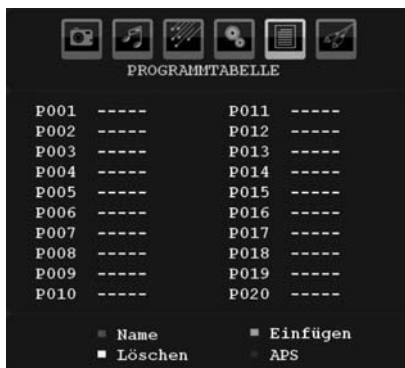 PROGRAMMTABELLE
P001 ----- P011 -----
P002 ----- P012 -----
P003 ----- P013 -----
P004 ----- P014 -----
P005 ----- P015 -----
P006 ----- P016 -----
P007 ----- P017 -----
P008 ----- P018 -----
P009 ----- P019 -----
P010 ----- P020 -----
Name Einfügen
Löschen APS